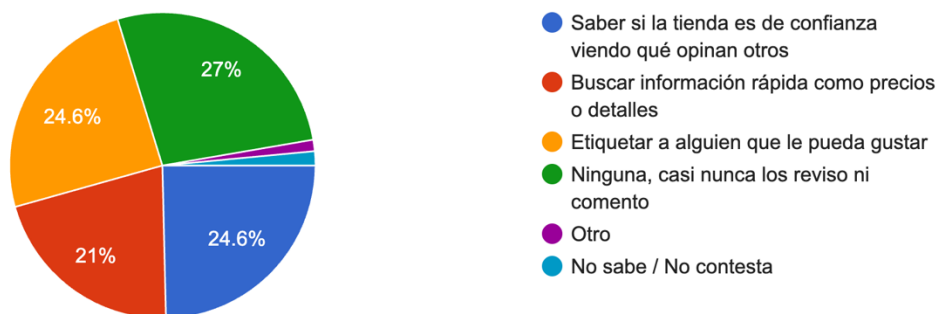 27%
24.6%
21%
24.6%
Saber si la tienda es de confianza
viendo qué opinan otros
Buscar información rápida como precios
o detalles
Etiquetar a alguien que le pueda gustar
Ninguna, casi nunca los reviso ni
comento
Otro
No sabe / No contesta